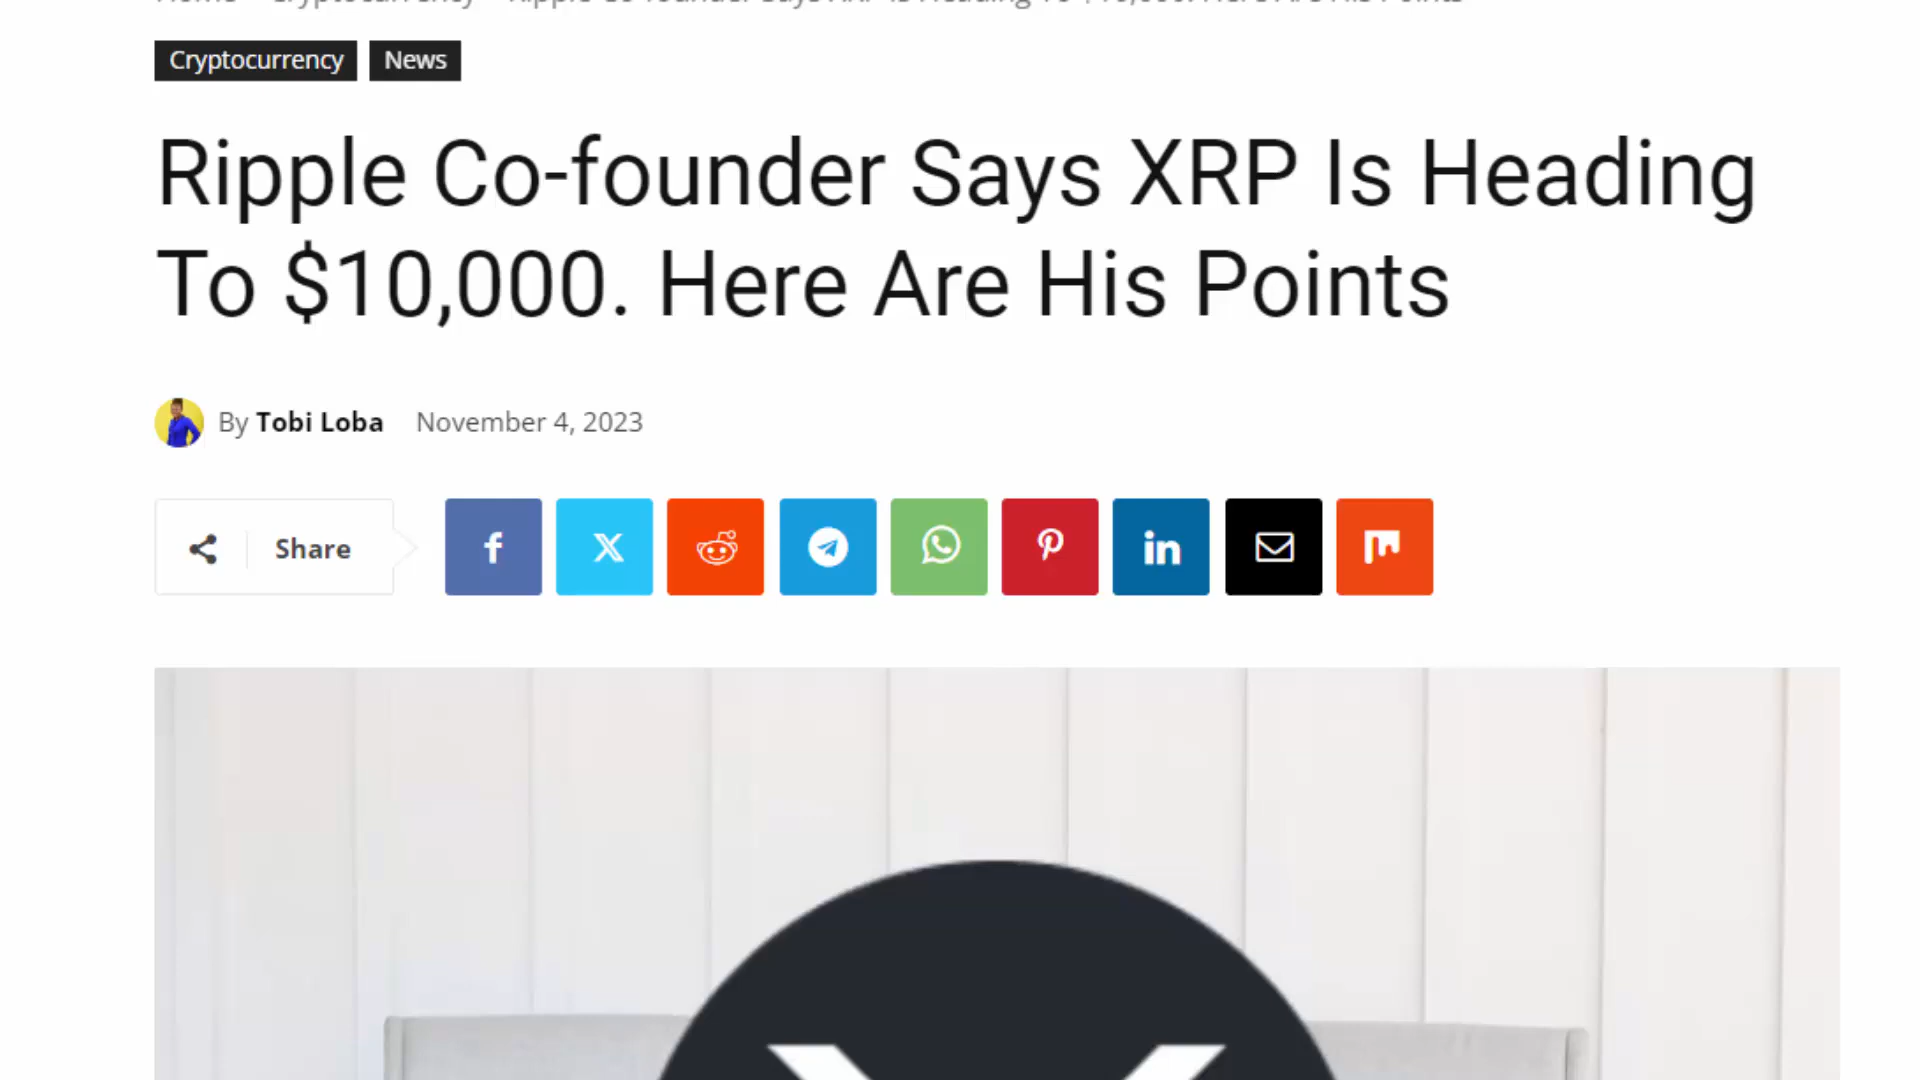 Cryptocurrency News
Ripple Co-founder Says XRP Is Heading
To $10,000. Here Are His Points
By Tobi Loba November 4, 2023
Share